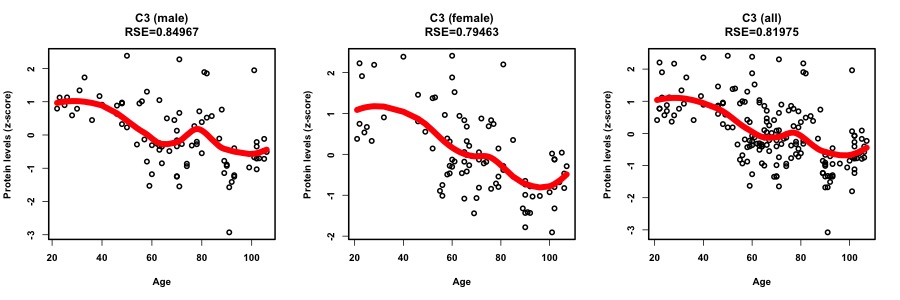 C3 (male)
RSE=0.84967
Protein levels (z-score)
2
1
0
-1
-2
-3
20
40
60
80
100
Age
C3 (female)
RSE=0.79463
Protein levels (z-score)
2
1
0
-1
-2
20
40
60
80
100
Age
C3 (all)
RSE=0.81975
Protein levels (z-score)
2
1
0
-1
-2
-3
20
40
60
80
100
Age